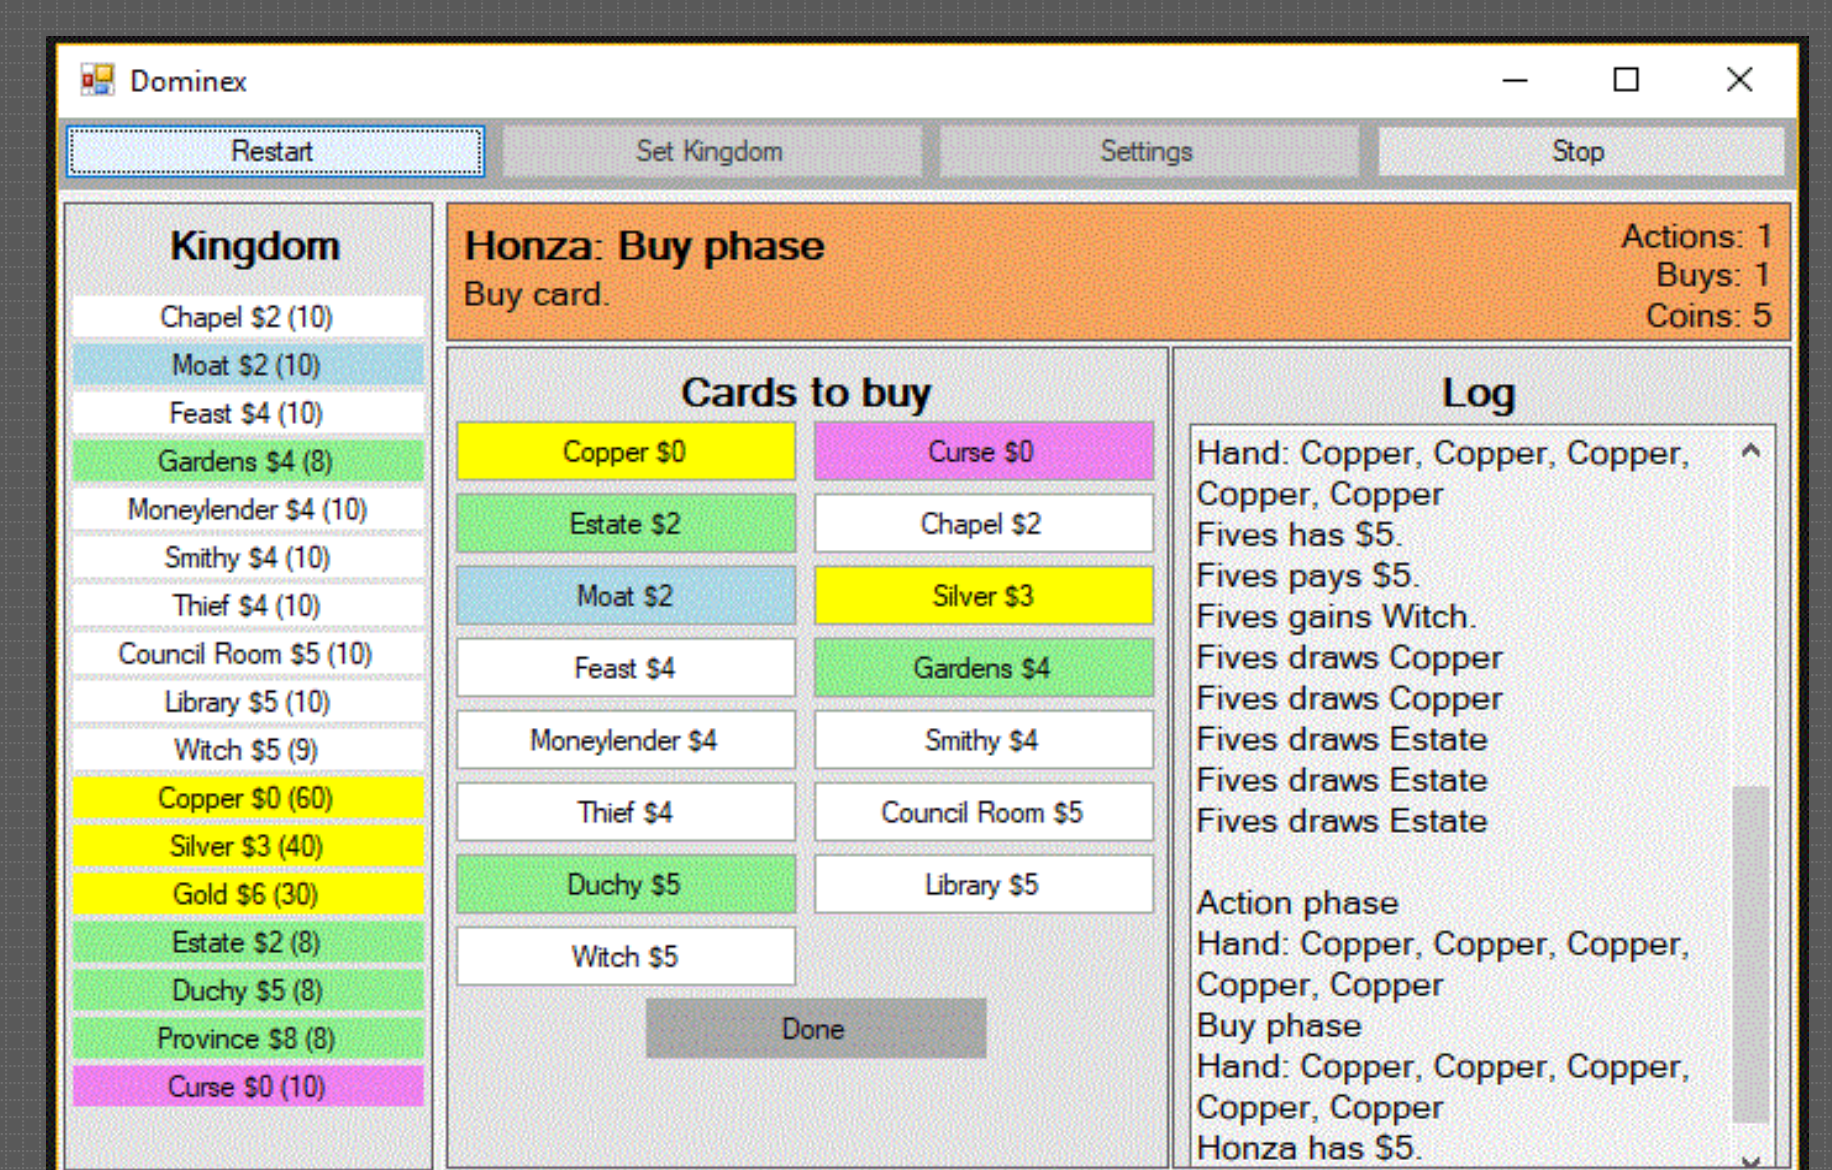 Dominex
Restart
Set Kingdom
Settings
Stop
Kingdom
Chapel $2 (10)
Moat $2 (10)
Feast $4 (10)
Gardens $4 (8)
Moneylender $4 (10)
Smithy $4 (10)
Thief $4 (10)
Council Room $5 (10)
Library $5 (10)
Witch $5 (9)
Copper $0 (60)
Silver $3 (40)
Gold $6 (30)
Estate $2 (8)
Duchy $5 (8)
Province $8 (8)
Curse $0 (10)
Honza: Buy phase
Buy card.
Actions: 1
Buys: 1
Coins: 5
Cards to buy
Copper $0
Curse $0
Estate $2
Chapel $2
Moat $2
Silver $3
Feast $4
Gardens $4
Moneylender $4
Smithy $4
Thief $4
Council Room $5
Duchy $5
Library $5
Witch $5
Done
Log
Hand: Copper, Copper, Copper,
Copper, Copper
Fives has $5.
Fives pays $5.
Fives gains Witch.
Fives draws Copper
Fives draws Copper
Fives draws Estate
Fives draws Estate
Fives draws Estate
Action phase
Hand: Copper, Copper, Copper,
Copper, Copper
Buy phase
Hand: Copper, Copper, Copper,
Copper, Copper
Honza has $5.